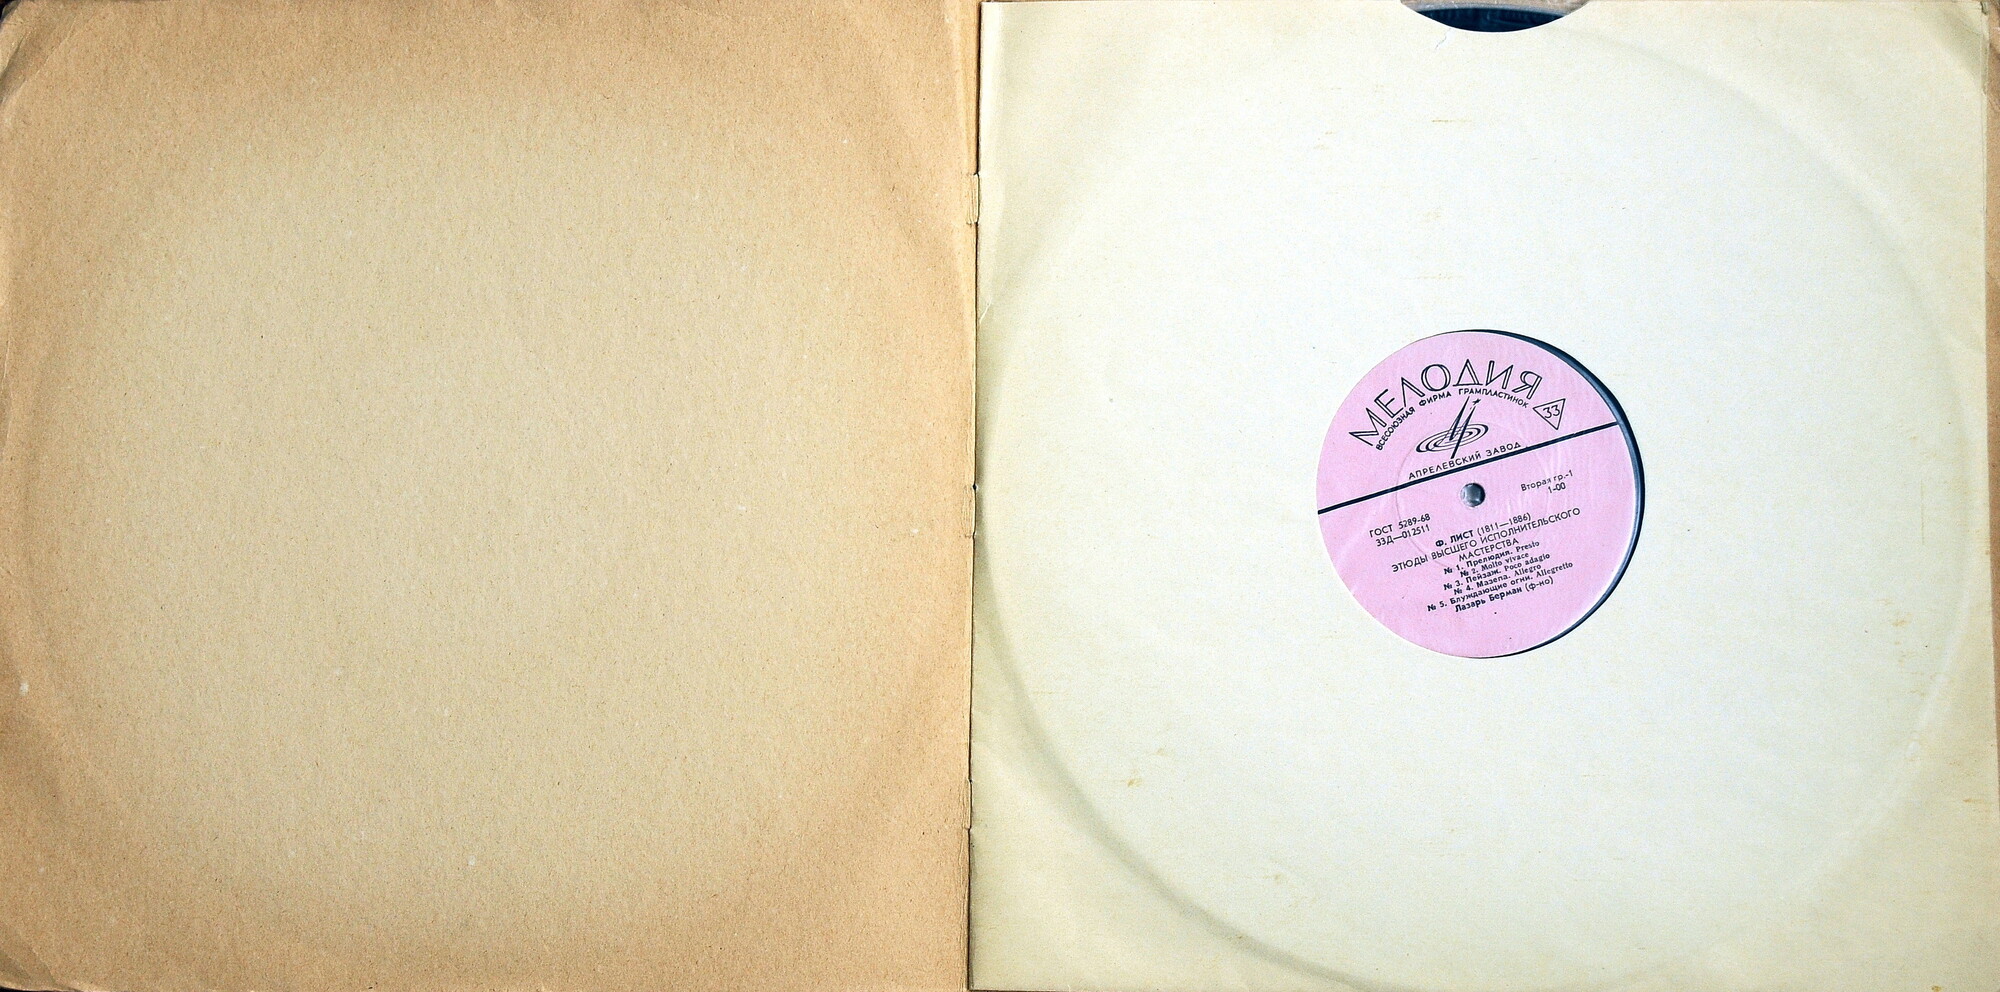 МЕЛОДИЯ
ВСЕСОЮЗНАЯ ФИРМА ГРАМПЛАСТИНОК
33
АПРЕЛЕВСКИЙ ЗАВОД
Вторая гр.-1
1-00
ГОСТ 5289-68
33Д—012511
Ф. ЛИСТ (1811—1886)
ЭТЮДЫ ВЫСШЕГО ИСПОЛНИТЕЛЬСКОГО
МАСТЕРСТВА
№ 1. Прелюдия. Presto
№ 2. Molto vivace
№ 3. Пейзаж. Poco adagio
№ 4. Мазепа. Allegro
№ 5. Блуждающие огни. Allegretto
Лазарь Берман (ф-но)